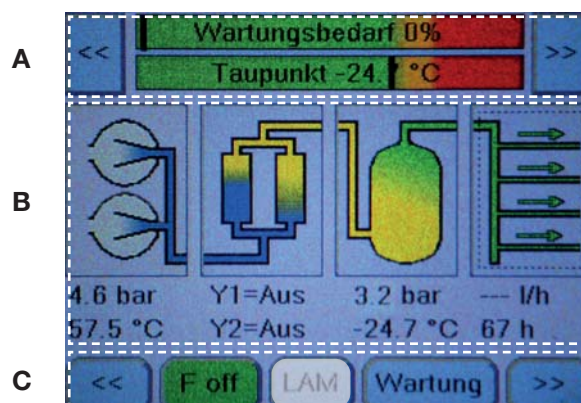 A
<< Wartungsbedarf 0% >>
Taupunkt -24.7 °C
B
4.6 bar Y1=Aus 3.2 bar --- l/h
57.5 °C Y2=Aus -24.7 °C 67 h
C
<< F off LAM Wartung >>